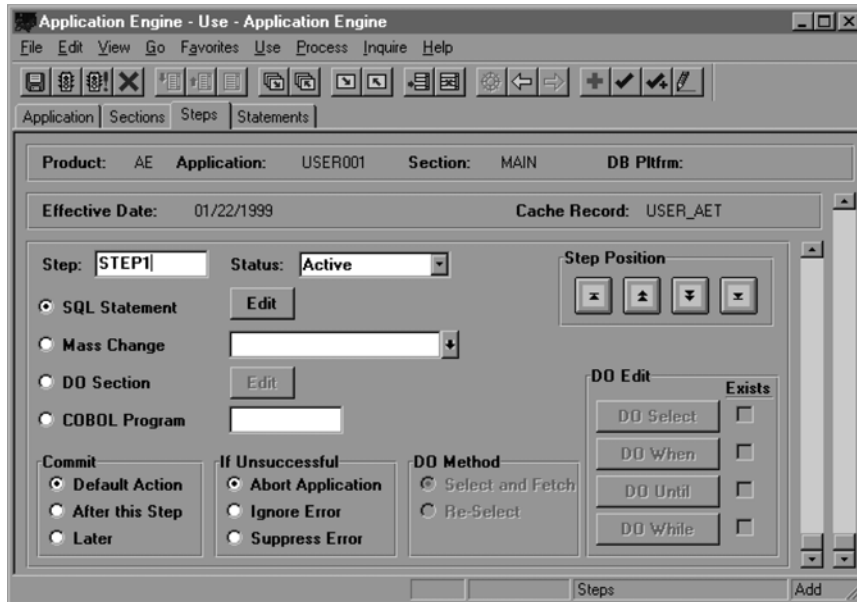 Application Engine - Use - Application Engine
File Edit View Go Favorites Use Process Inquire Help
Application Sections Steps Statements
Product: AE Application: USER001 Section: MAIN DB Pltfrm:
Effective Date: 01/22/1999 Cache Record: USER_AET
Step: STEP1 Status: Active Step Position
SQL Statement Edit
Mass Change
DO Section Edit DO Edit Exists
COBOL Program DO Select
DO When
Commit If Unsuccessful DO Method
Default Action Abort Application Select and Fetch
After this Step Ignore Error Re-Select DO Until
Later Suppress Error DO While
Steps Add